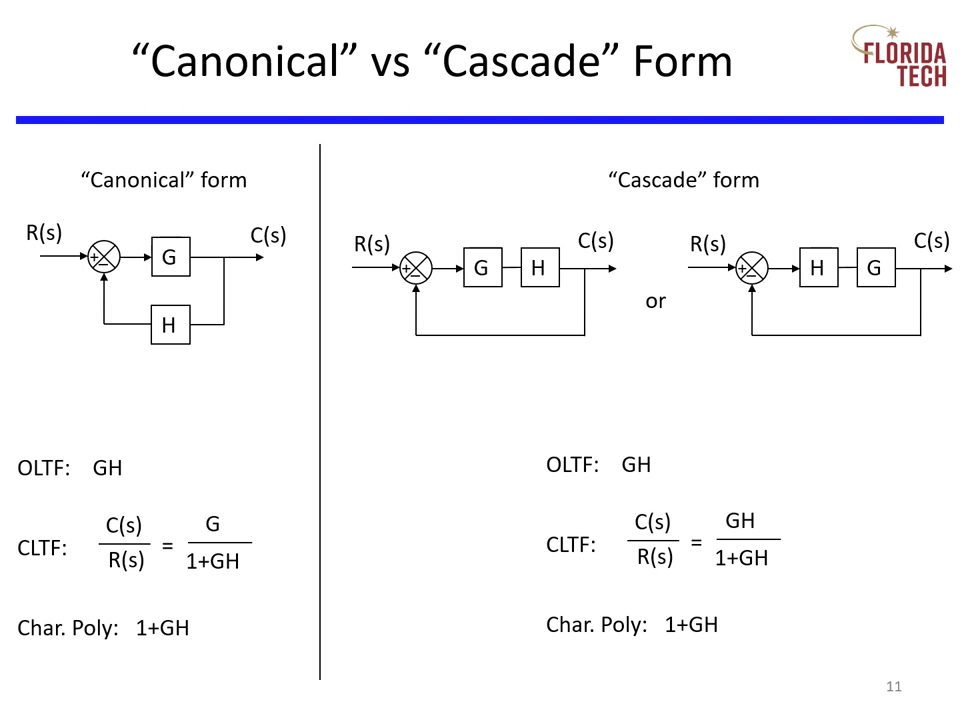 “Canonical” vs “Cascade” Form
FLORIDA
TECH
“Canonical” form
R(s)
+
−
G
C(s)
H
OLTF: GH
CLTF: C(s) / R(s) = G / 1+GH
Char. Poly: 1+GH
“Cascade” form
R(s)
+
−
G
H
C(s)
or
R(s)
+
−
H
G
C(s)
OLTF: GH
CLTF: C(s) / R(s) = GH / 1+GH
Char. Poly: 1+GH
11